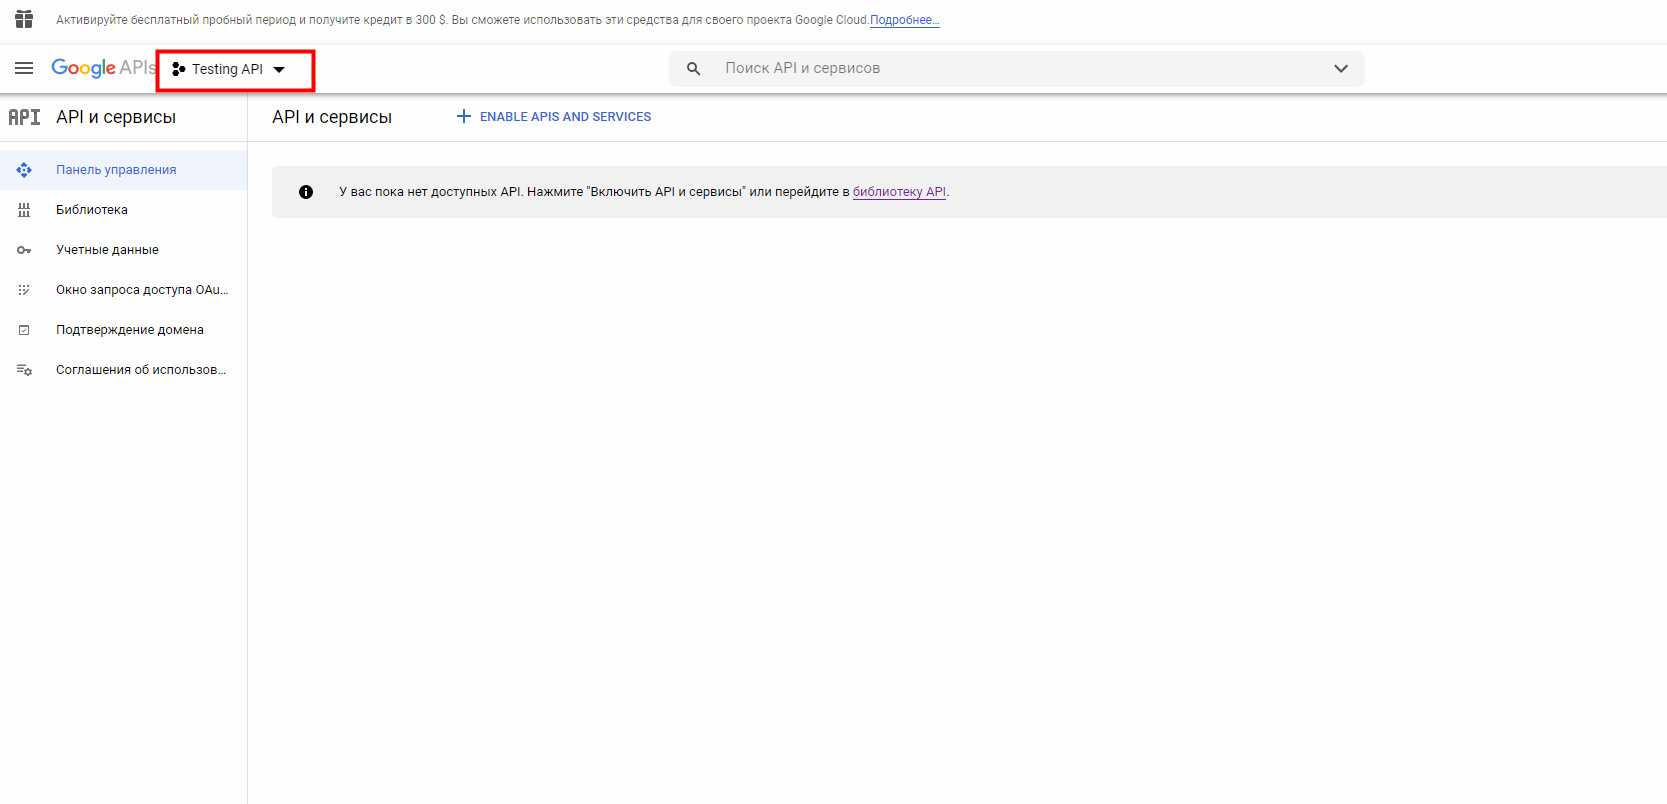 Активируйте бесплатный пробный период и получите кредит в 300 $. Вы сможете использовать эти средства для своего проекта Google Cloud. Подробнее…
Google APIs Testing API Поиск API и сервисов
API API и сервисы
API и сервисы ENABLE APIS AND SERVICES
Панель управления
Библиотека
Учетные данные
Окно запроса доступа OAu...
Подтверждение домена
Соглашения об использов...
У вас пока нет доступных API. Нажмите "Включить API и сервисы" или перейдите в библиотеку API.